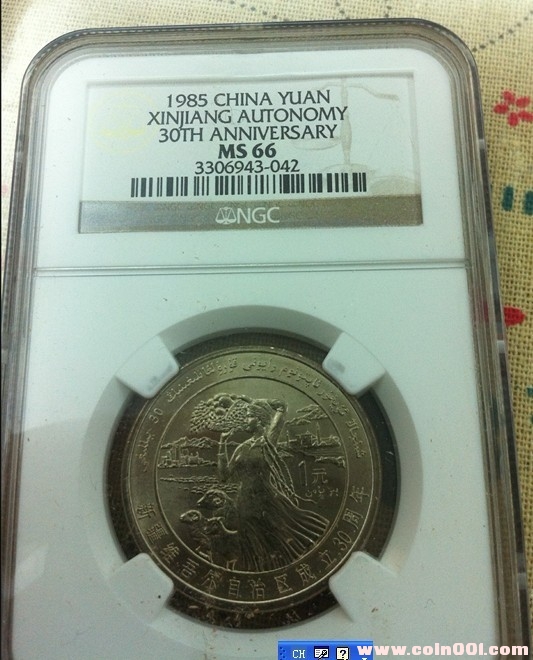 1985 CHINA YUAN
XINJIANG AUTONOMY
30TH ANNIVERSARY
MS 66
3306943-042
NGC
1元
新疆维吾尔自治区成立30周年
CH
?
www.coin001.com